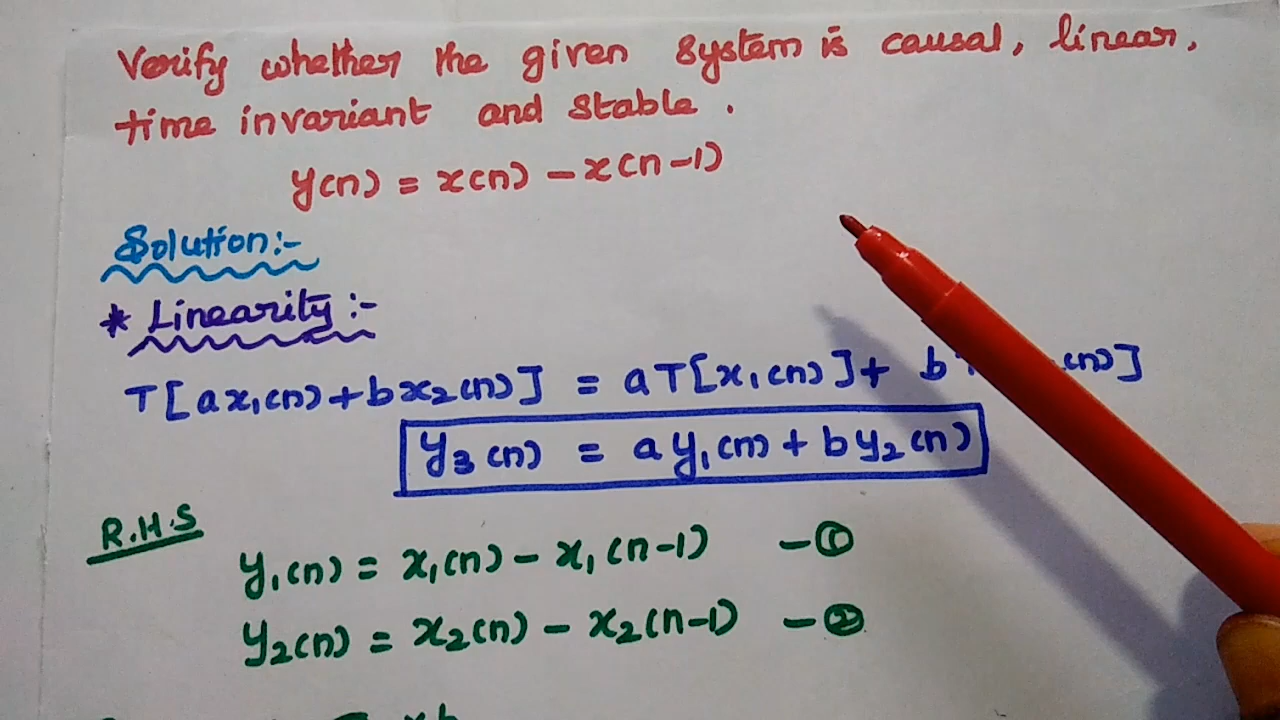 Verify whether the given system is causal, linear,
time invariant and stable.
y(n) = x(n) - x(n-1)
Solution:-
* Linearity:-
T[ax₁(n)+bx₂(n)] = aT[x₁(n)]+ b (n)]
y₃(n) = ay₁(n)+by₂(n)
R.H.S
y₁(n) = x₁(n) - x₁(n-1) -①
y₂(n) = x₂(n) - x₂(n-1) -②